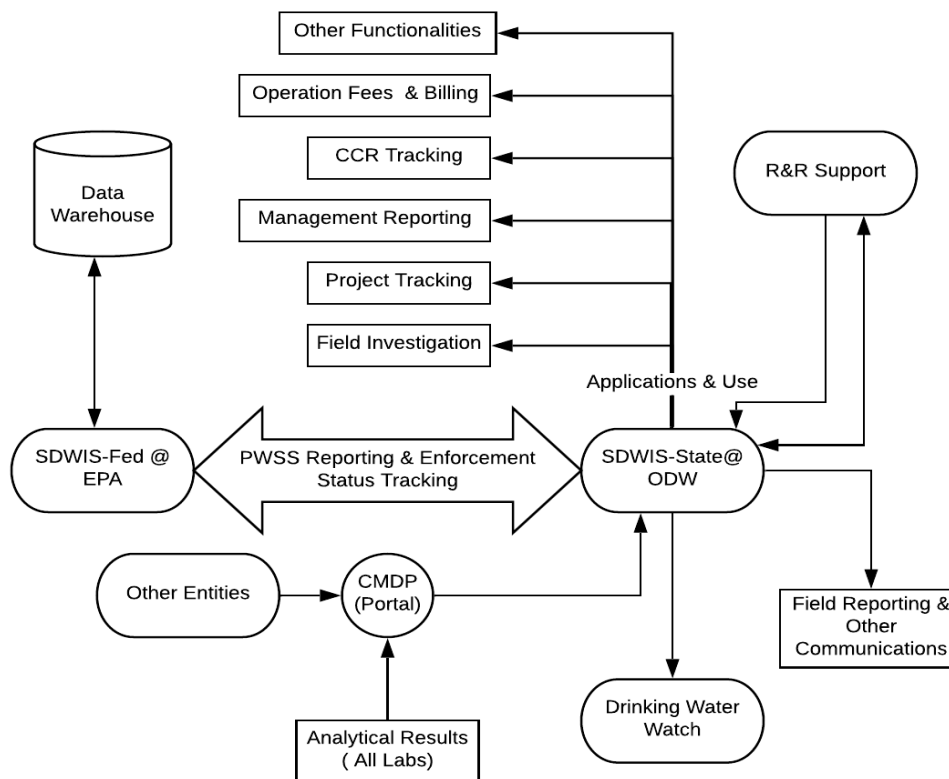 Other Functionalities
Operation Fees & Billing
CCR Tracking
R&R Support
Data
Warehouse
Management Reporting
Project Tracking
Field Investigation
Applications & Use
SDWIS-Fed @
EPA
PWSS Reporting & Enforcement
Status Tracking
SDWIS-State@
ODW
Other Entities
CMDP
(Portal)
Field Reporting &
Other
Communications
Drinking Water
Watch
Analytical Results
( All Labs)